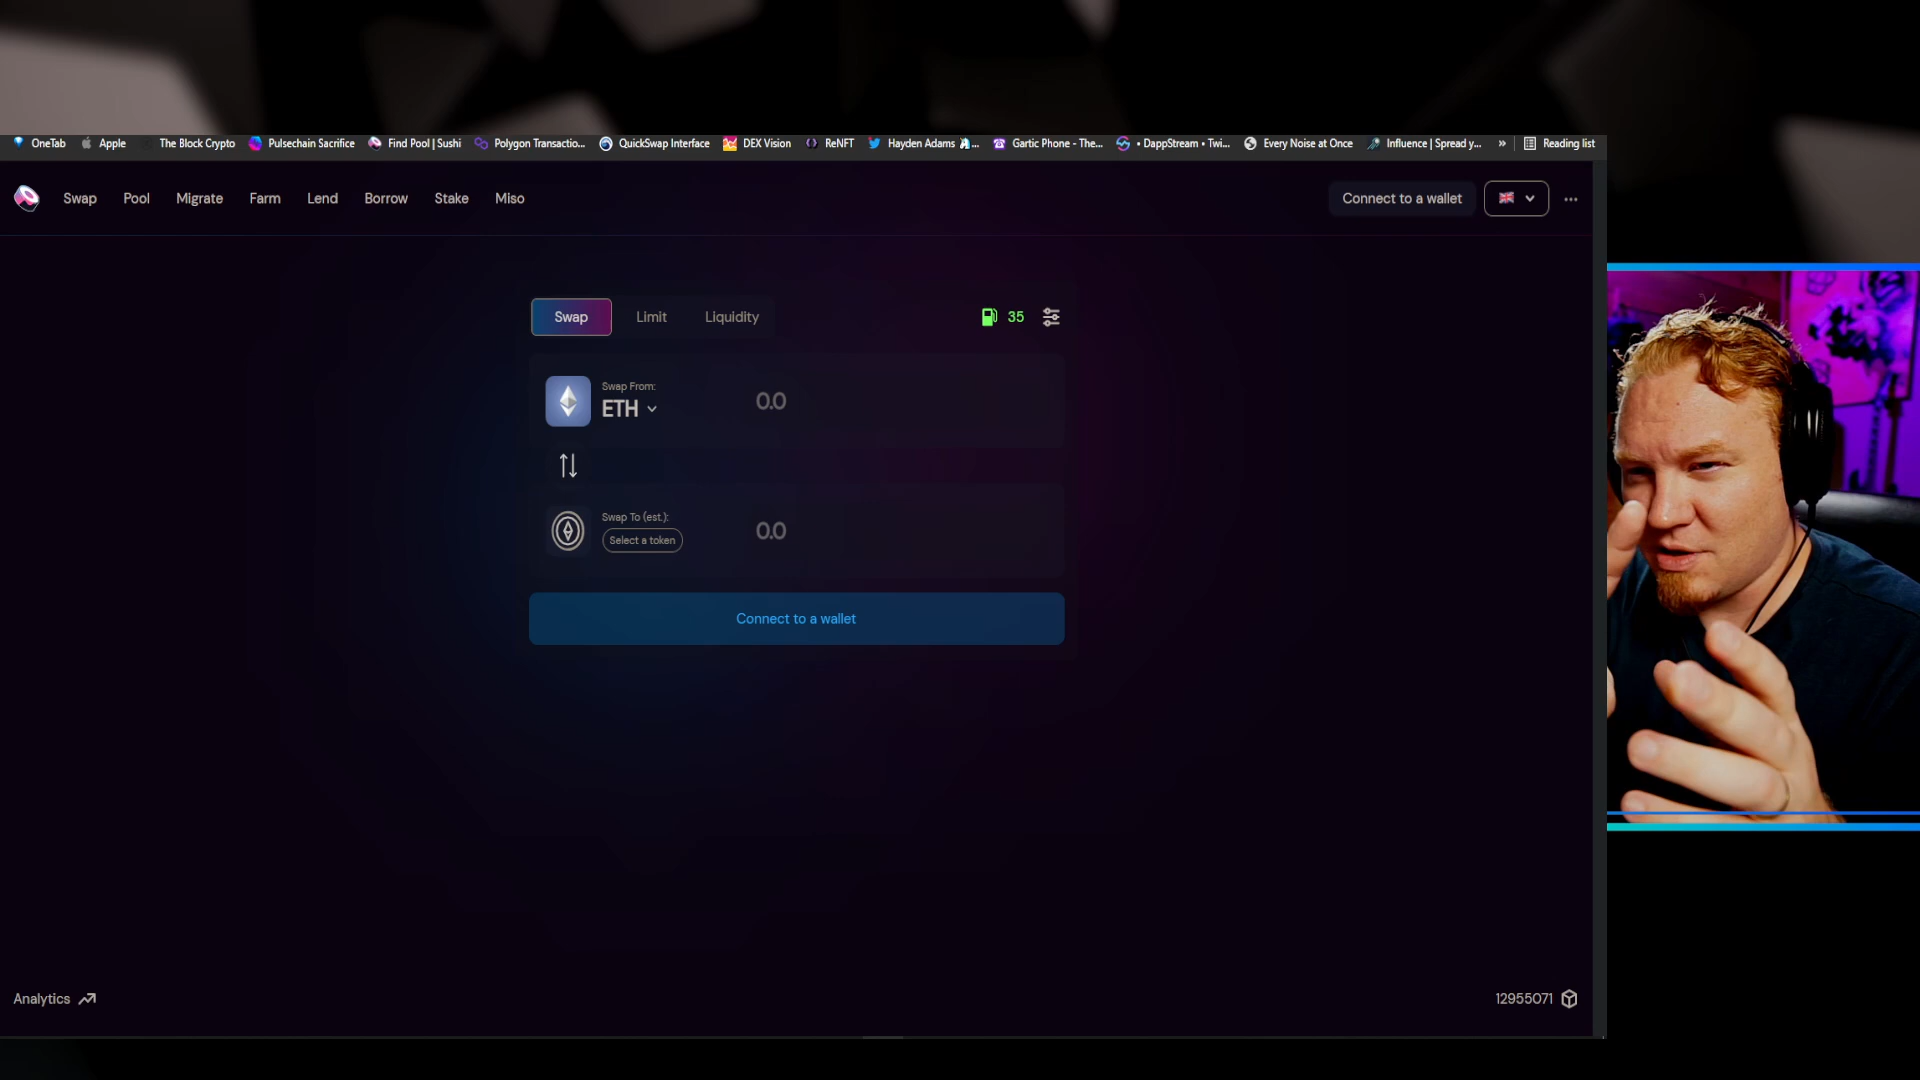 OneTab Apple The Block Crypto Pulsechain Sacrifice Find Pool | Sushi Polygon Transactio... QuickSwap Interface DEX Vision ReNFT Hayden Adams ... Gartic Phone - The... • DappStream • Twi... Every Noise at Once Influence | Spread y... » Reading list
Swap Pool Migrate Farm Lend Borrow Stake Miso Connect to a wallet ...
Swap Limit Liquidity 35
Swap From:
ETH 0.0
Swap To (est.):
Select a token 0.0
Connect to a wallet
Analytics 12955071